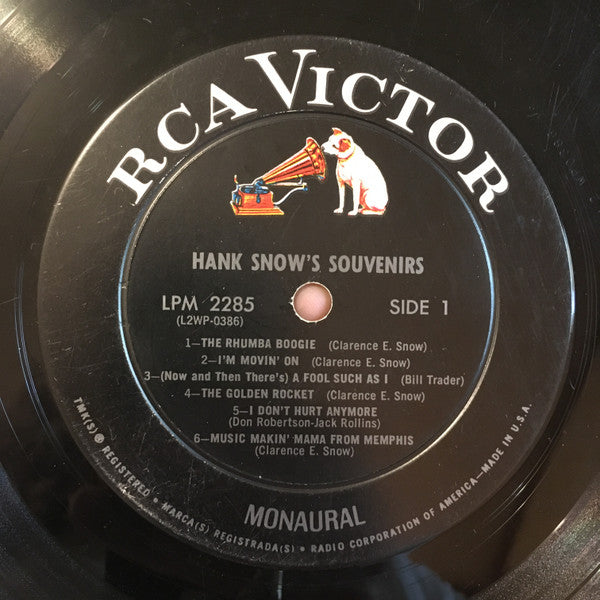 RCA VICTOR
HANK SNOW'S SOUVENIRS
LPM 2285
(L2WP-0386)
SIDE 1
1—THE RHUMBA BOOGIE (Clarence E. Snow)
2—I'M MOVIN' ON (Clarence E. Snow)
3—(Now and Then There's) A FOOL SUCH AS I (Bill Trader)
4—THE GOLDEN ROCKET (Clarence E. Snow)
5—I DON'T HURT ANYMORE
(Don Robertson-Jack Rollins)
6—MUSIC MAKIN' MAMA FROM MEMPHIS
(Clarence E. Snow)
MONAURAL
TMK(S) ® REGISTERED • MARCA(S) REGISTRADA(S) • RADIO CORPORATION OF AMERICA—MADE IN U.S.A.